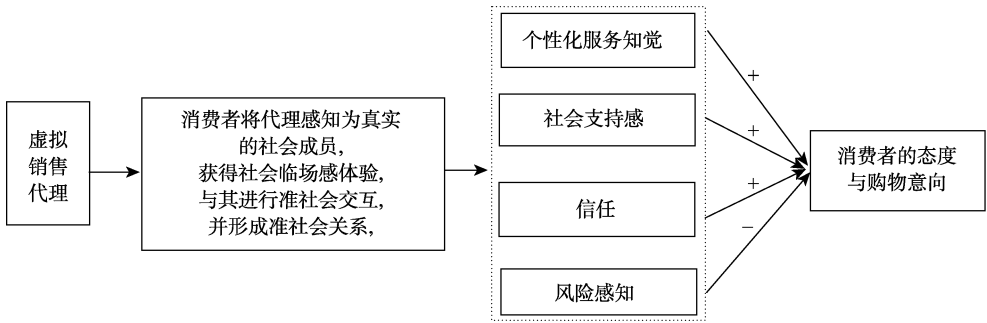 虚拟
销售
代理
消费者将代理感知为真实
的社会成员,
获得社会临场感体验,
与其进行准社会交互,
并形成准社会关系,
个性化服务知觉
社会支持感
信任
风险感知
+
+
+
−
消费者的态度
与购物意向